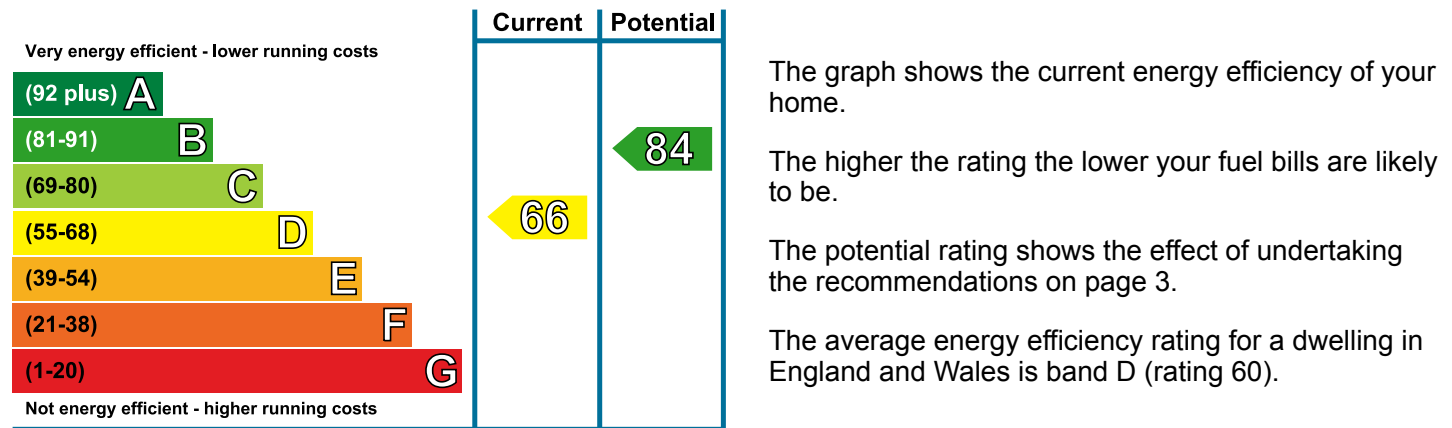 Current Potential
Very energy efficient - lower running costs
(92 plus) A
(81-91) B
84
(69-80) C
66
(55-68) D
(39-54) E
(21-38) F
(1-20) G
Not energy efficient - higher running costs
The graph shows the current energy efficiency of your
home.
The higher the rating the lower your fuel bills are likely
to be.
The potential rating shows the effect of undertaking
the recommendations on page 3.
The average energy efficiency rating for a dwelling in
England and Wales is band D (rating 60).